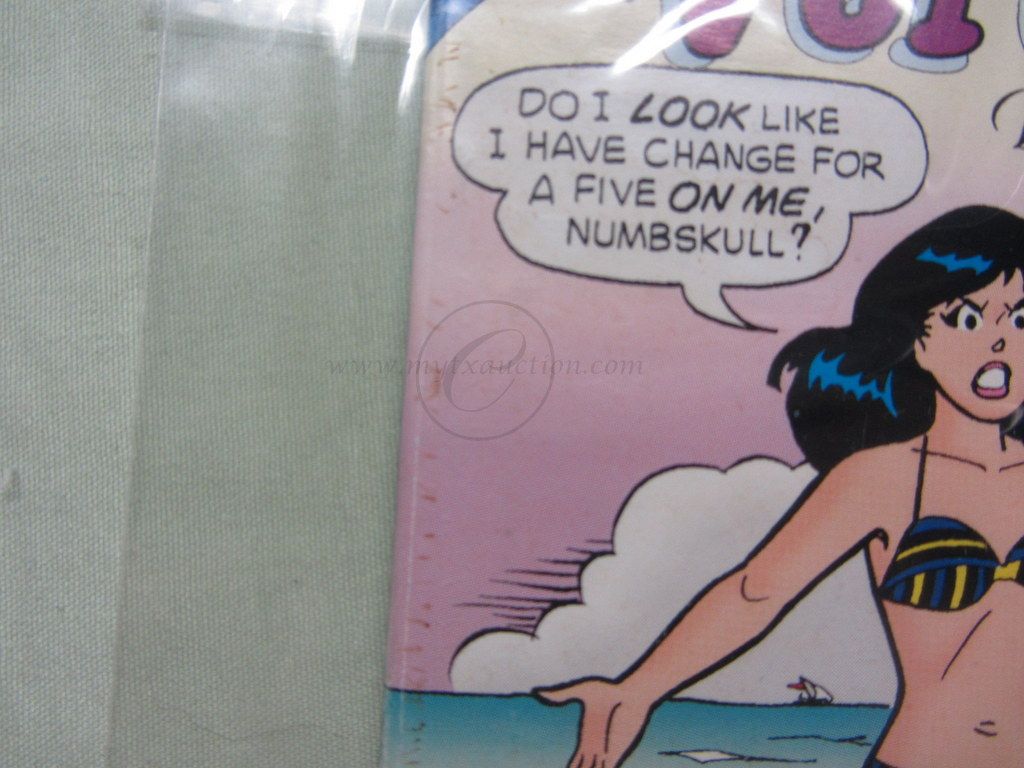 DO I LOOK LIKE
I HAVE CHANGE FOR
A FIVE ON ME,
NUMBSKULL?
www.mytxauction.com